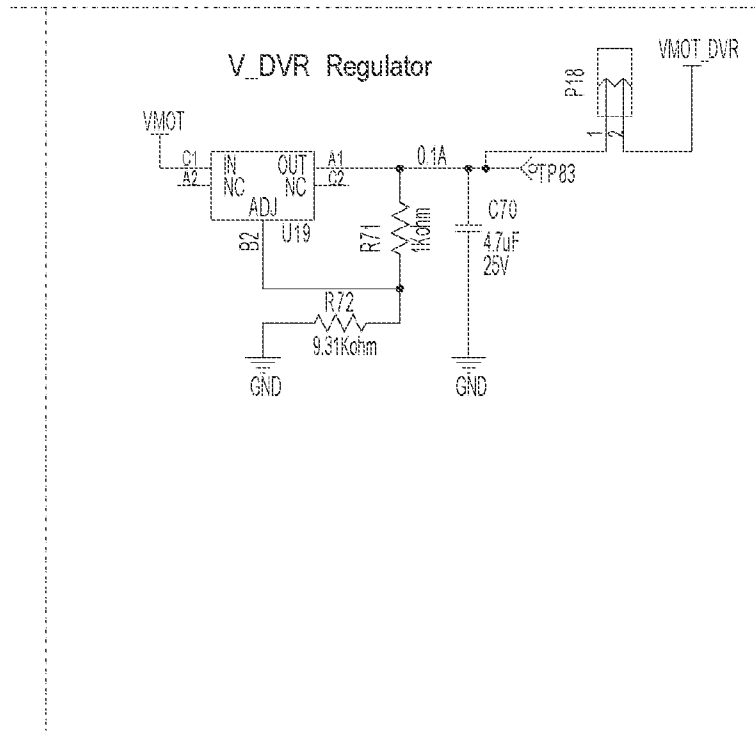 V_DVR Regulator
VMOT_DVR
P18
1
2
VMOT
C1
IN
OUT
A1
0.1A
A2
NC
NC
C2
TP83
ADJ
U19
B2
R71
1Kohm
C70
4.7uF
25V
R72
9.31Kohm
GND
GND